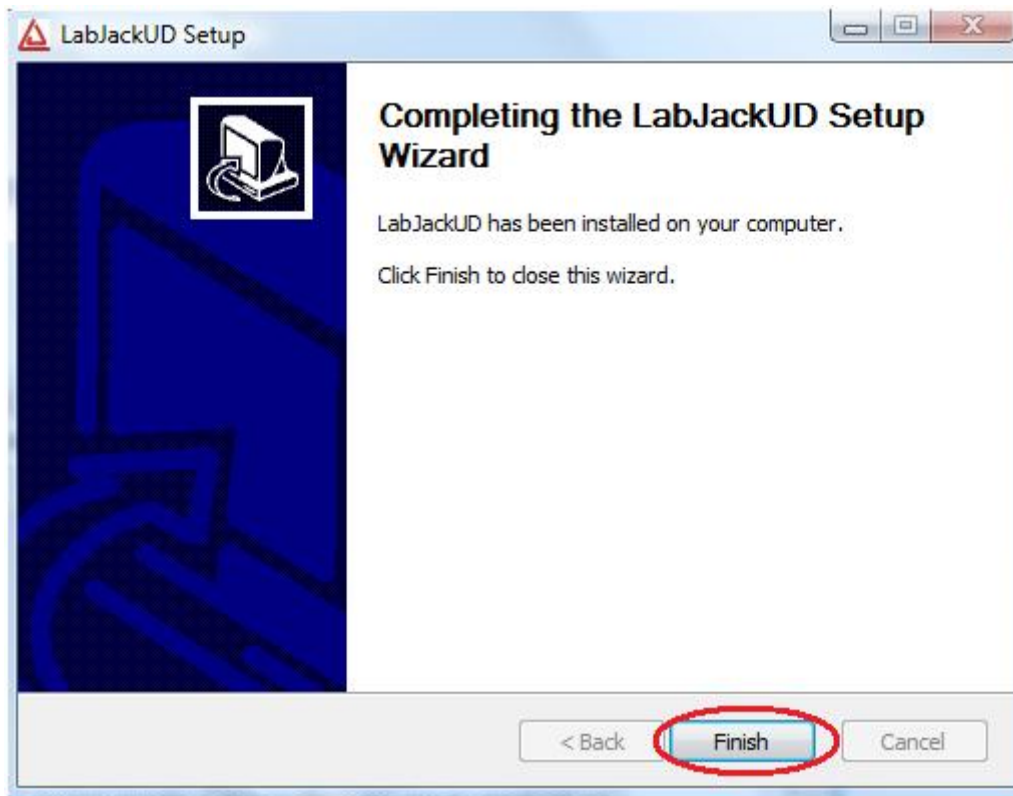 LabJackUD Setup
Completing the LabJackUD Setup
Wizard
LabJackUD has been installed on your computer.
Click Finish to close this wizard.
< Back
Finish
Cancel